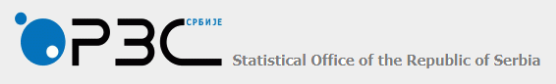 РЗС СРБИЈЕ
Statistical Office of the Republic of Serbia